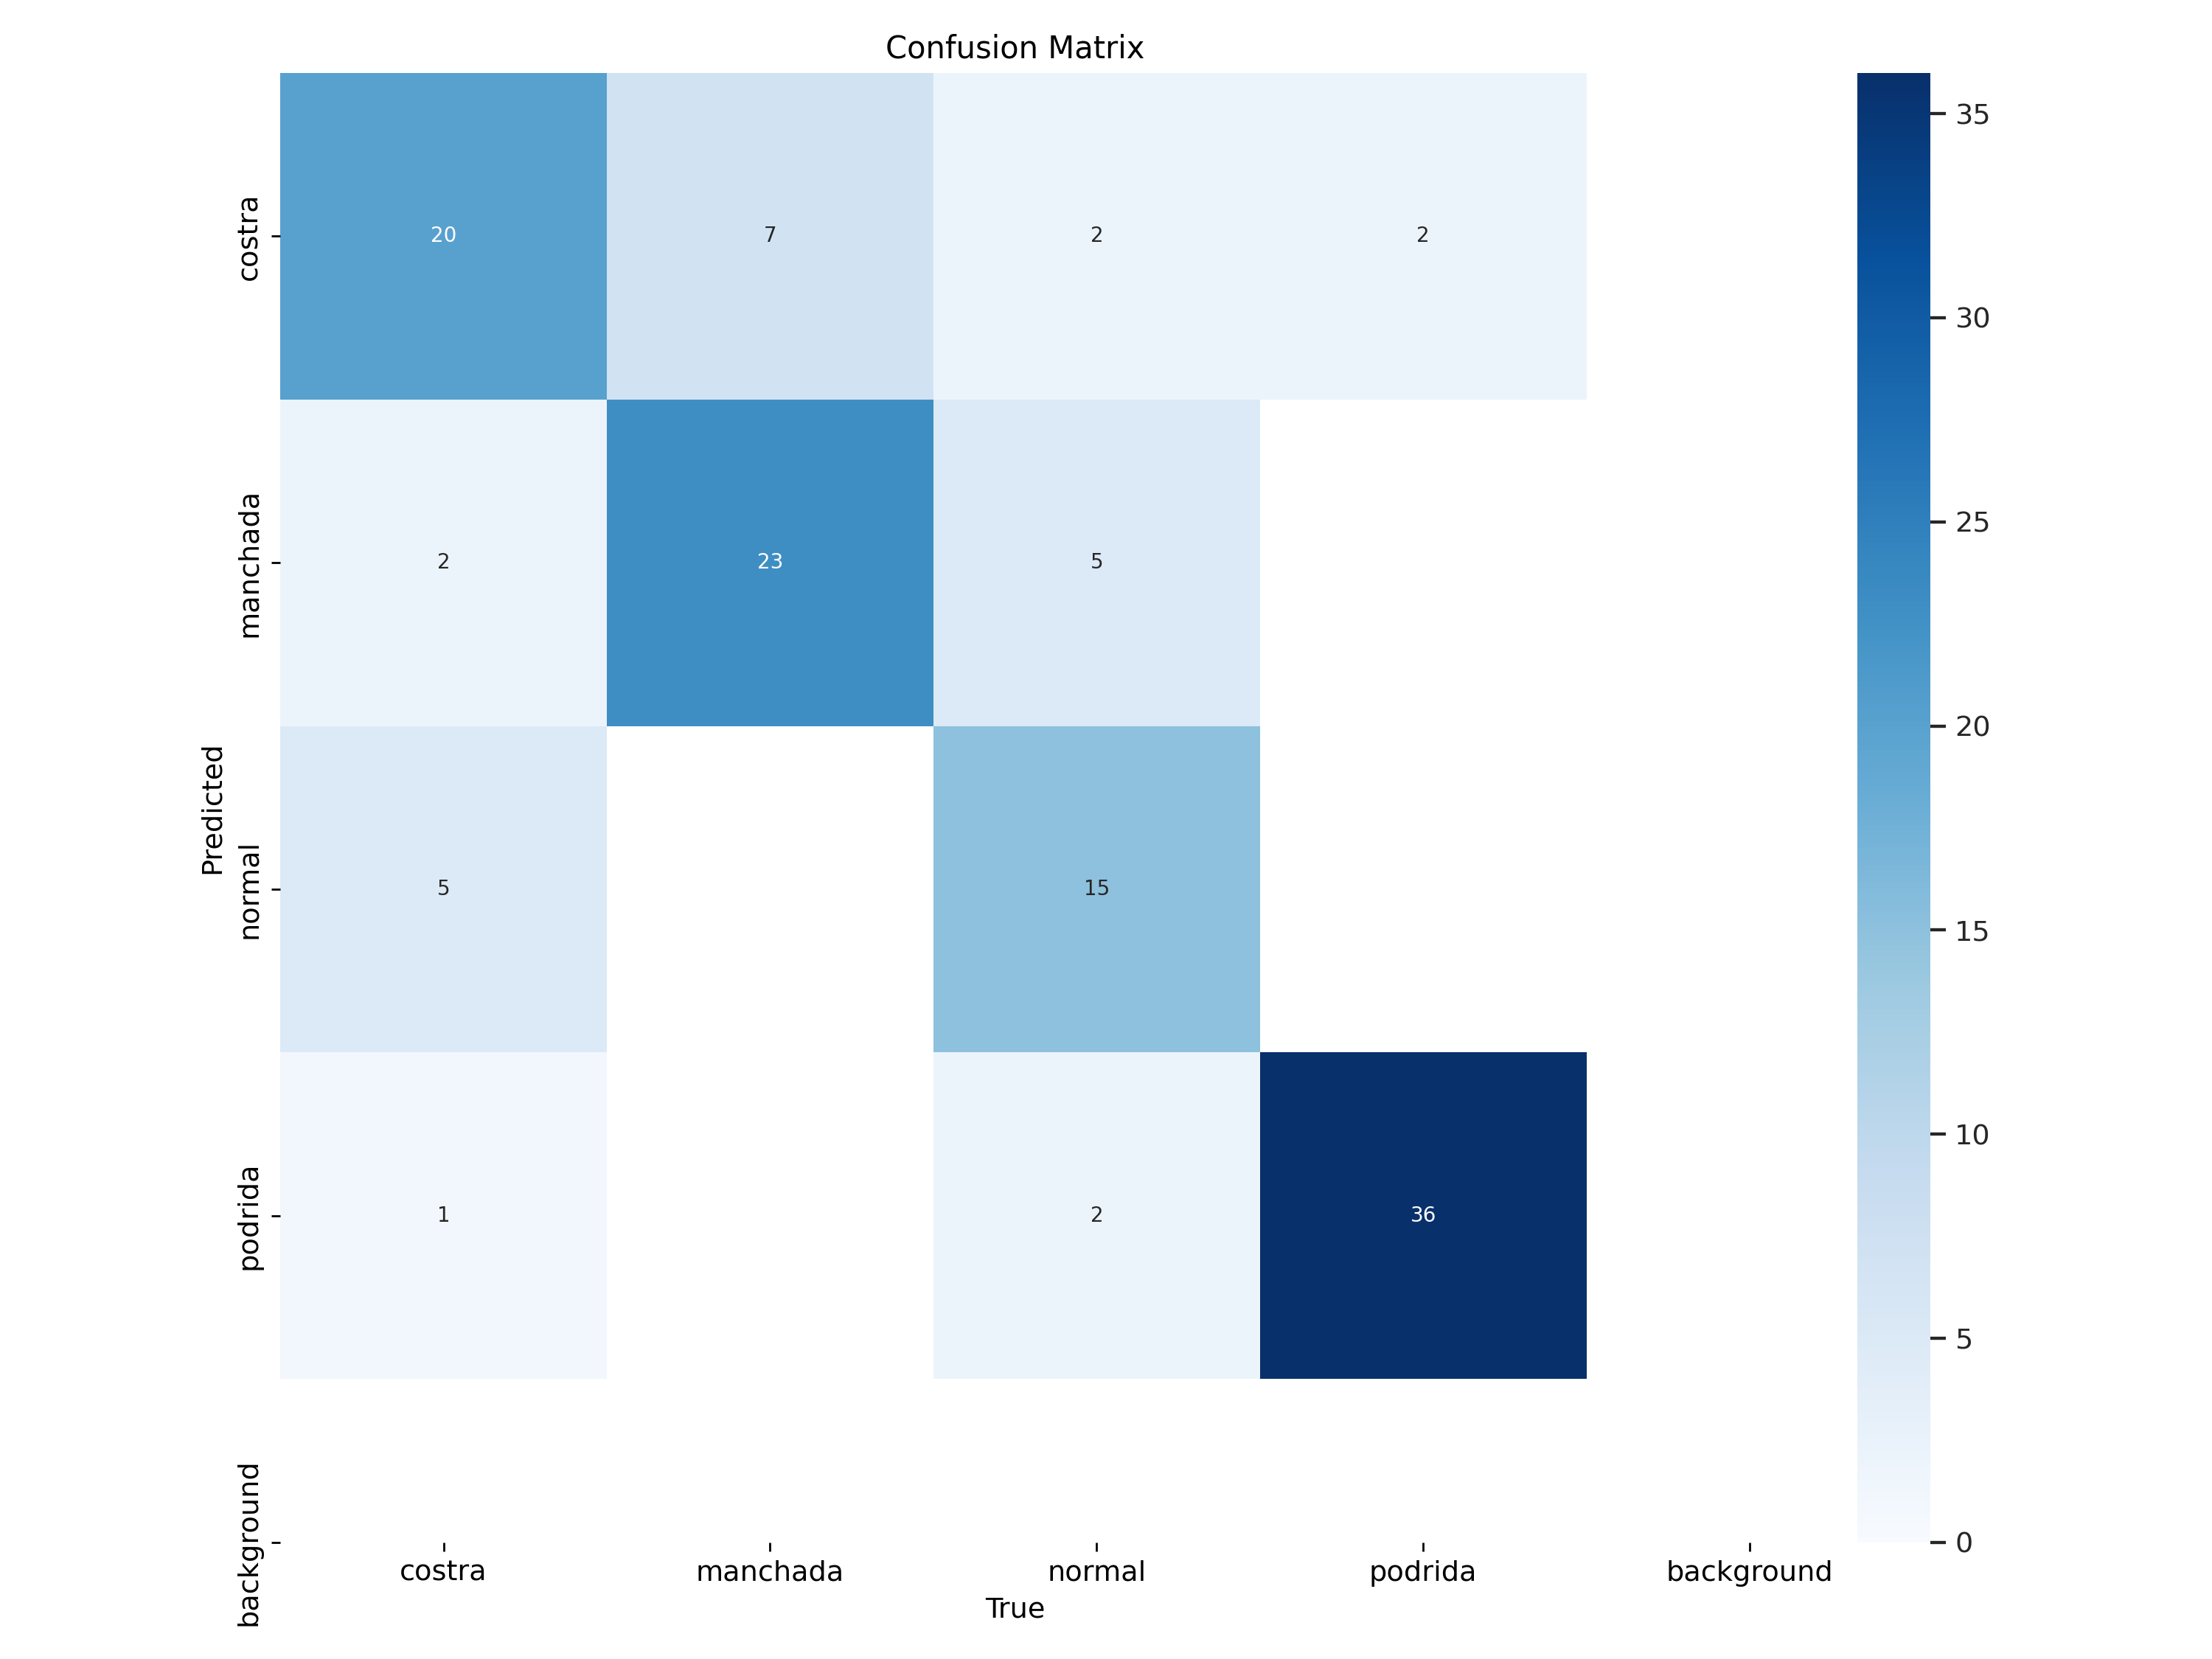 Confusion Matrix
costra
20 7 2 2
manchada
2 23 5
normal
5 15
podrida
1 2 36
background
Predicted
costra manchada normal podrida background
True
35
30
25
20
15
10
5
0